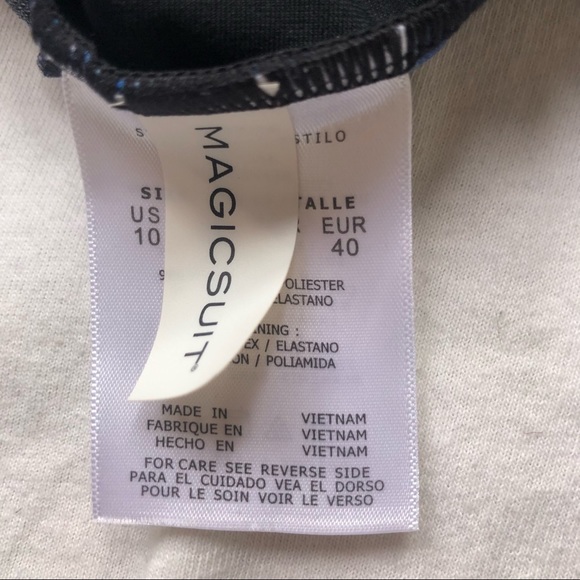 STILO
MAGICSUIT
TALLE
US EUR
10 40
OLIESTER
ELASTANO
NING :
EX / ELASTANO
ON / POLIAMIDA
MADE IN VIETNAM
FABRIQUE EN VIETNAM
HECHO EN VIETNAM
FOR CARE SEE REVERSE SIDE
PARA EL CUIDADO VEA EL DORSO
POUR LE SOIN VOIR LE VERSO